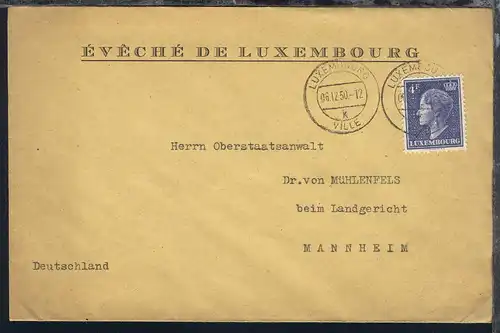 ÉVÊCHÉ DE LUXEMBOURG
LUXEMBOURG
06 12 50.-12
k
VILLE
4F
LUXEMBOURG
Herrn Oberstaatsanwalt
Dr.von MÜHLENFELS
beim Landgericht
MANNHEIM
Deutschland